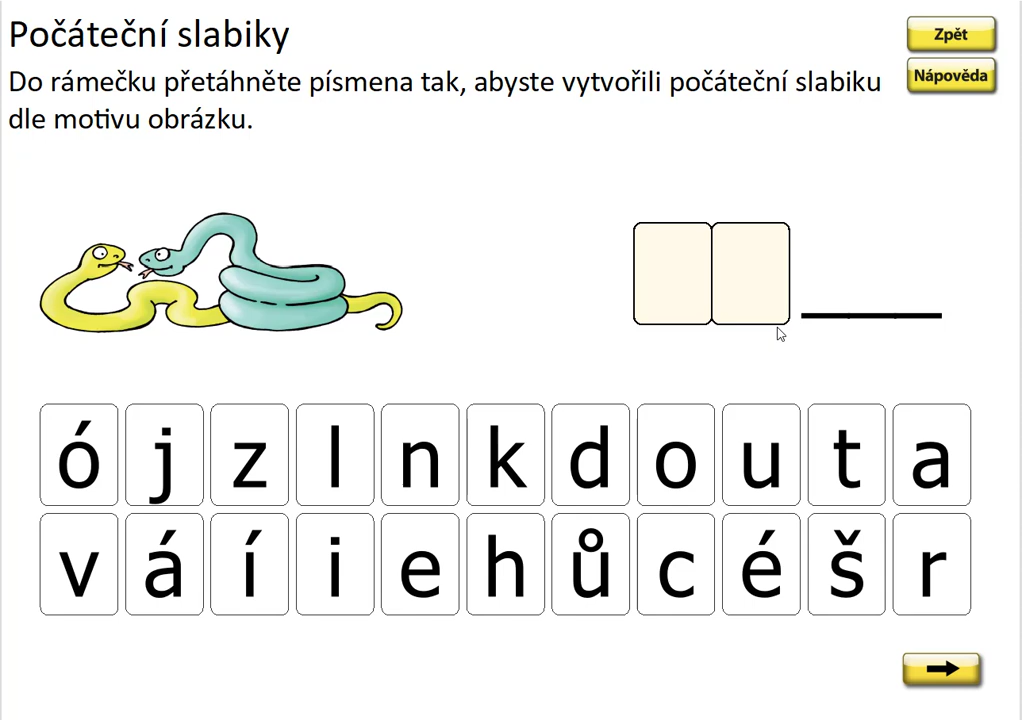 Počáteční slabiky
Zpět
Do rámečku přetáhněte písmena tak, abyste vytvořili počáteční slabiku
Nápověda
dle motivu obrázku.
ó j z l n k d o u t a
v á í i e h ů c é š r